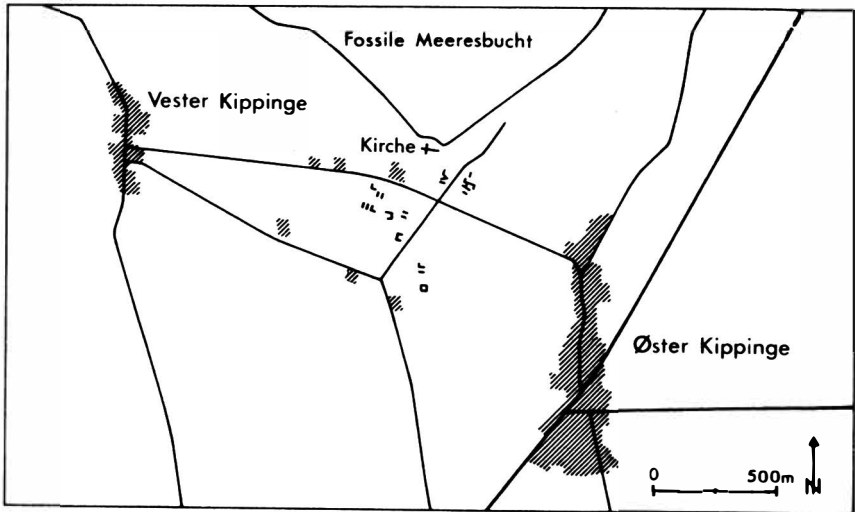 Fossile Meeresbucht
Vester Kippinge
Kirche
Øster Kippinge
0 500m
N